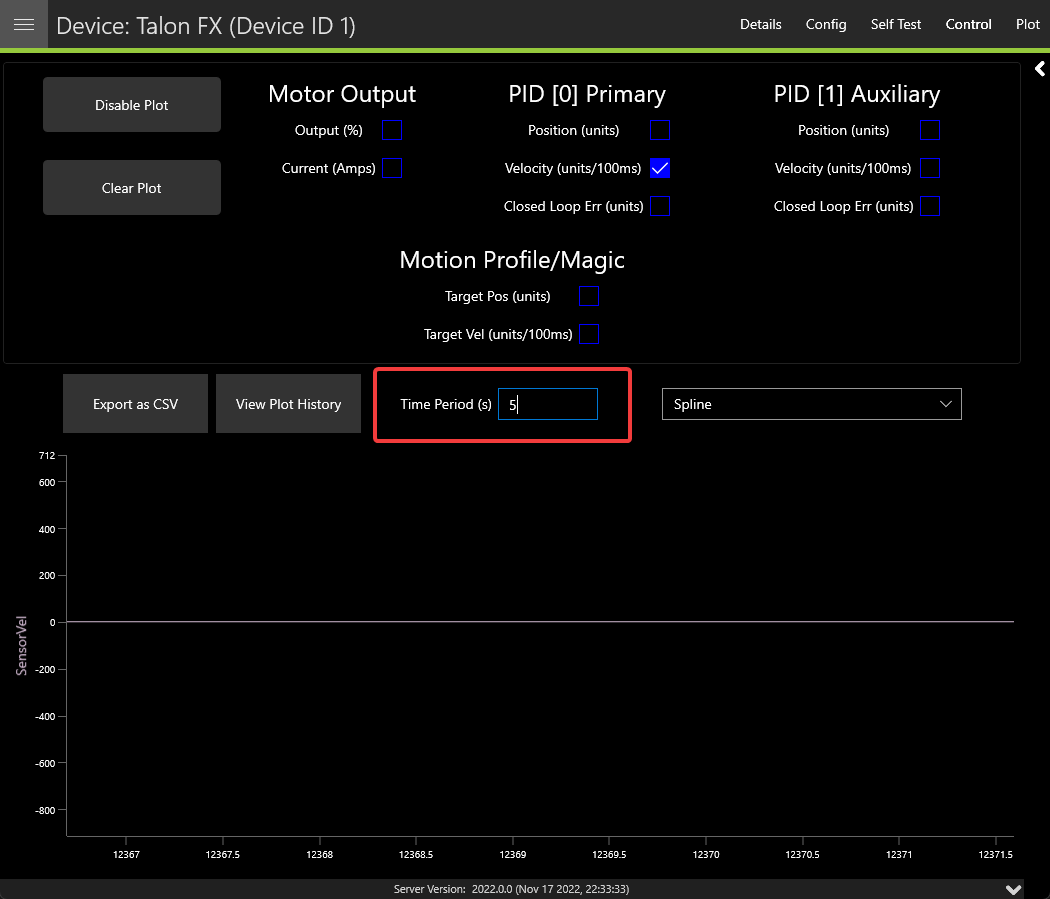 Device: Talon FX (Device ID 1)
Details Config Self Test Control Plot
Disable Plot
Clear Plot
Motor Output
Output (%)
Current (Amps)
PID [0] Primary
Position (units)
Velocity (units/100ms)
Closed Loop Err (units)
PID [1] Auxiliary
Position (units)
Velocity (units/100ms)
Closed Loop Err (units)
Motion Profile/Magic
Target Pos (units)
Target Vel (units/100ms)
Export as CSV
View Plot History
Time Period (s) 5
Spline
SensorVel
712
600
400
200
0
-200
-400
-600
-800
12367 12367.5 12368 12368.5 12369 12369.5 12370 12370.5 12371 12371.5
Server Version: 2022.0.0 (Nov 17 2022, 22:33:33)